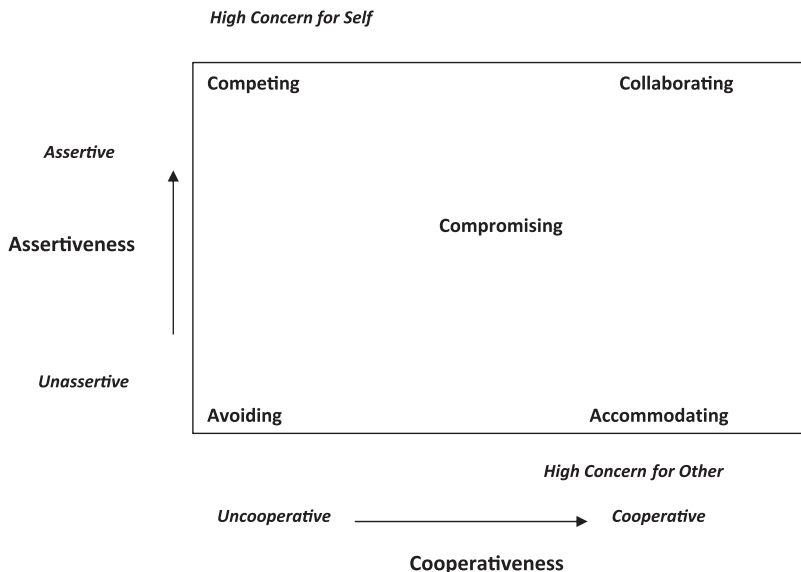 High Concern for Self
Competing
Collaborating
Assertive
Compromising
Assertiveness
Unassertive
Avoiding
Accommodating
High Concern for Other
Uncooperative
Cooperative
Cooperativeness